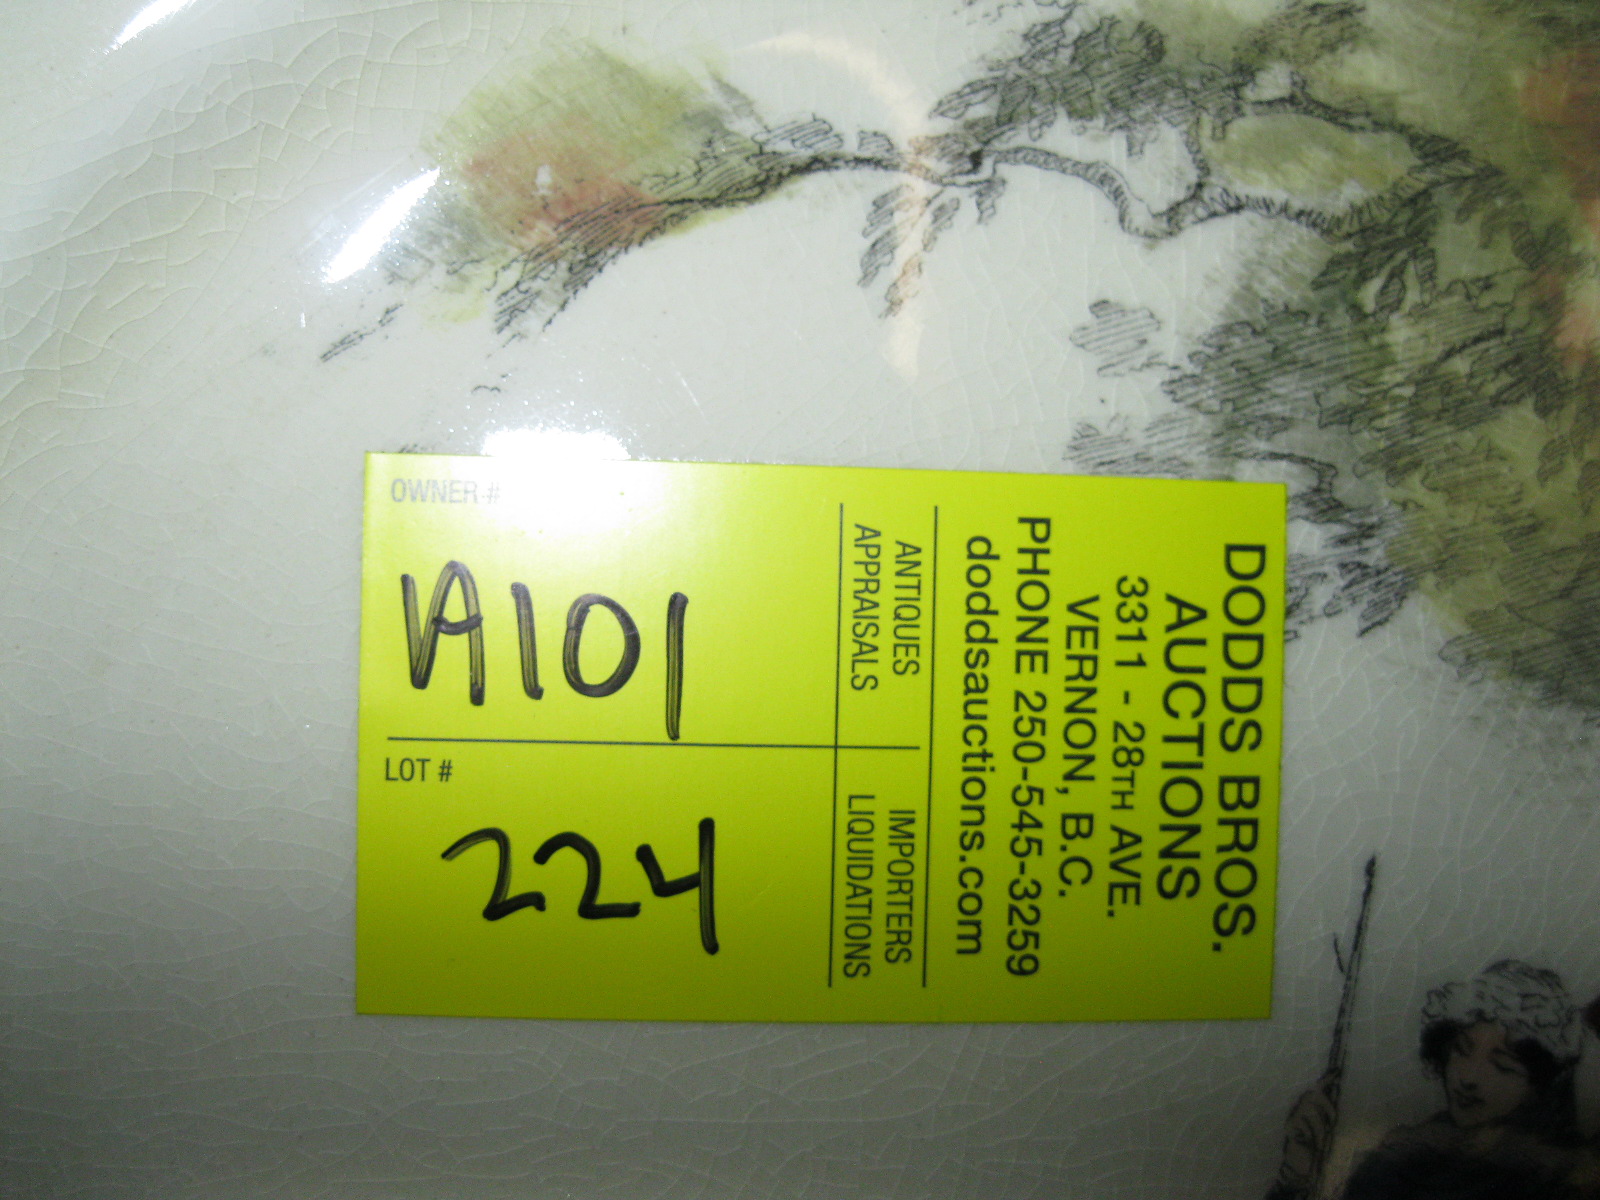 DODDS BROS.
AUCTIONS
3311 - 28TH AVE.
VERNON, B.C.
PHONE 250-545-3259
doddsauctions.com
ANTIQUES
APPRAISALS
IMPORTERS
LIQUIDATIONS
OWNER #
A101
LOT #
224